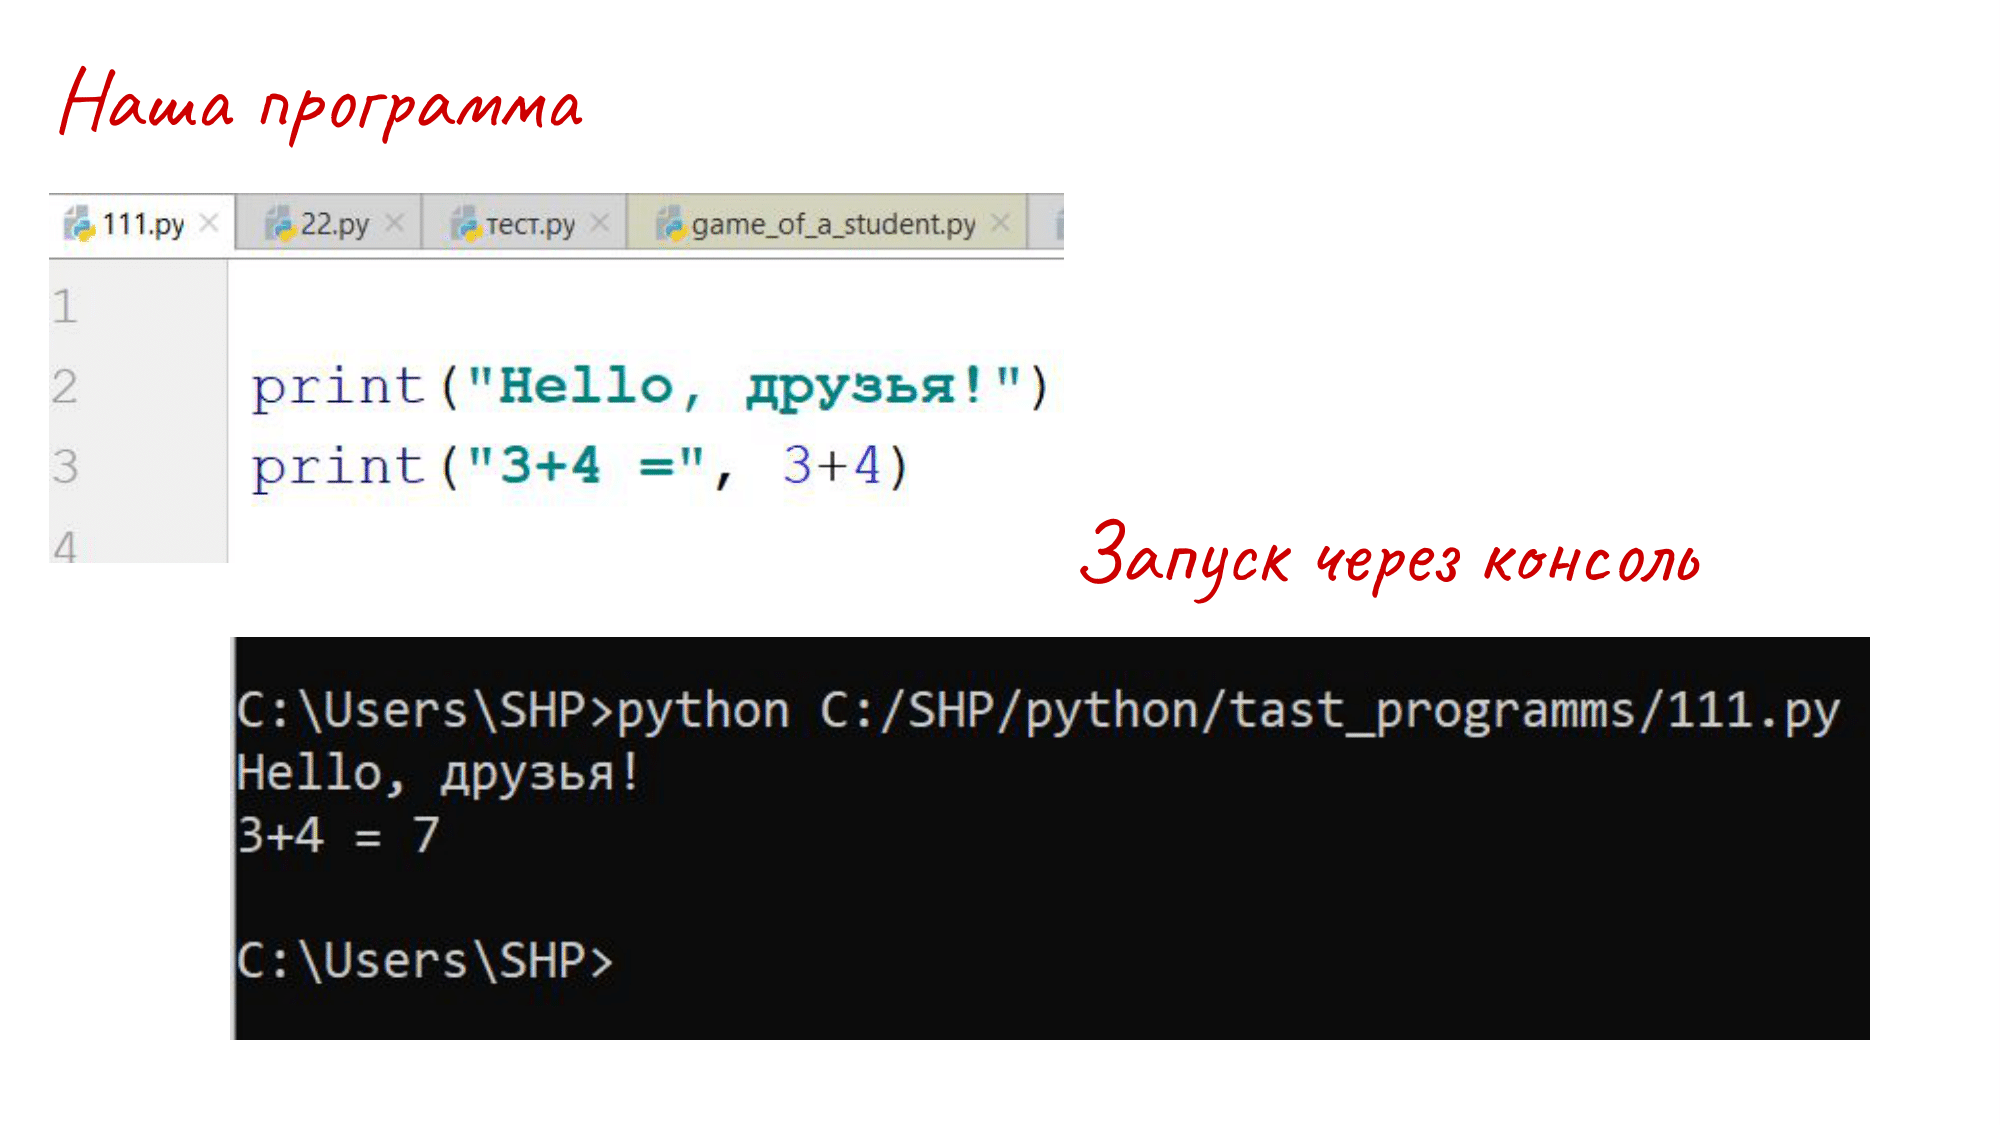 Наша программа
111.py 22.py тест.py game_of_a_student.py
1
2 print("Hello, друзья!")
3 print("3+4 =", 3+4)
4
Запуск через консоль
C:\Users\SHP>python C:/SHP/python/tast_programms/111.py
Hello, друзья!
3+4 = 7
C:\Users\SHP>